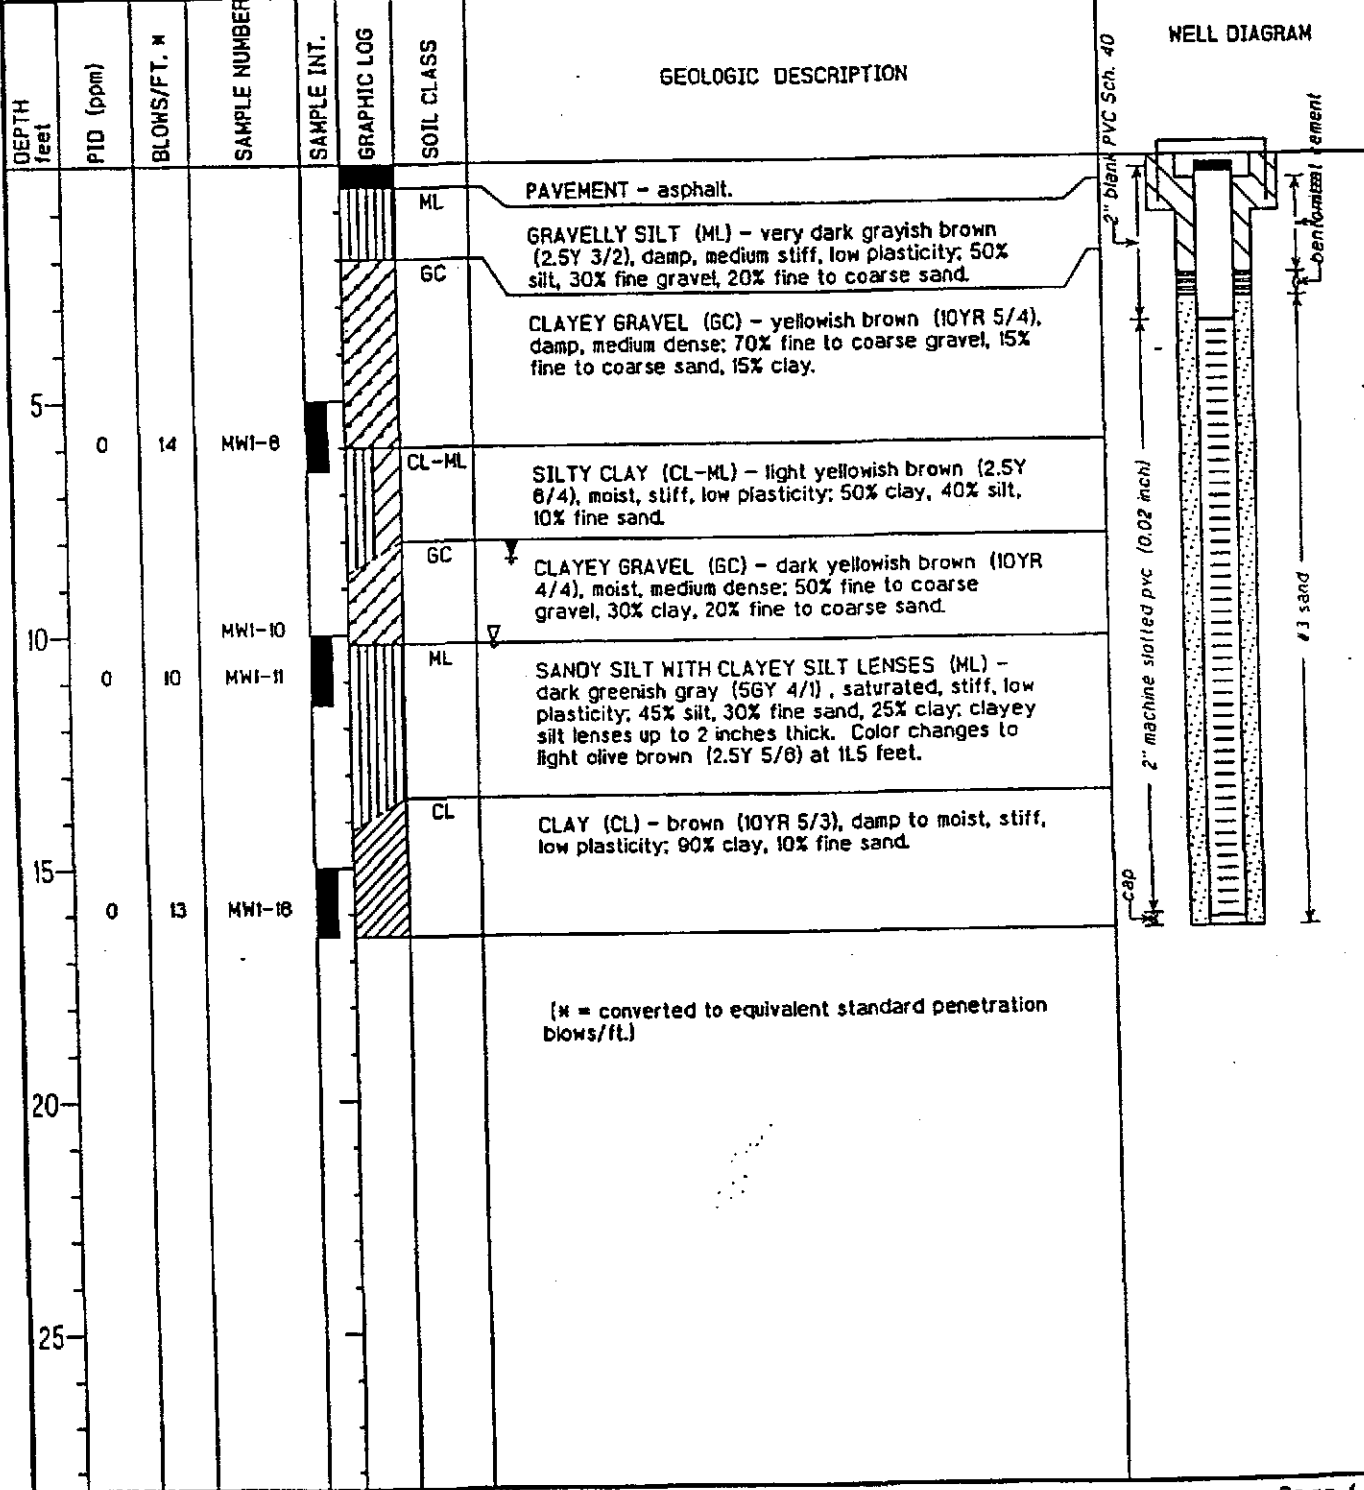 DEPTH
feet
PID (ppm)
BLOWS/FT. *
SAMPLE NUMBER
SAMPLE INT.
GRAPHIC LOG
SOIL CLASS
GEOLOGIC DESCRIPTION
WELL DIAGRAM
2" blank PVC Sch. 40
cement
ML
PAVEMENT - asphalt.
GRAVELLY SILT (ML) - very dark grayish brown
(2.5Y 3/2), damp, medium stiff, low plasticity; 50%
silt, 30% fine gravel, 20% fine to coarse sand.
GC
CLAYEY GRAVEL (GC) - yellowish brown (10YR 5/4),
damp, medium dense; 70% fine to coarse gravel, 15%
fine to coarse sand, 15% clay.
5
0 14 MW1-6
CL-ML
SILTY CLAY (CL-ML) - light yellowish brown (2.5Y
6/4), moist, stiff, low plasticity; 50% clay, 40% silt,
10% fine sand.
GC
CLAYEY GRAVEL (GC) - dark yellowish brown (10YR
4/4), moist, medium dense; 50% fine to coarse
gravel, 30% clay, 20% fine to coarse sand.
2" machine slotted pvc (0.02 inch)
#3 sand
MW1-10
10
0 10 MW1-11
ML
SANDY SILT WITH CLAYEY SILT LENSES (ML) -
dark greenish gray (5GY 4/1) , saturated, stiff, low
plasticity; 45% silt, 30% fine sand, 25% clay; clayey
silt lenses up to 2 inches thick. Color changes to
light olive brown (2.5Y 5/6) at 11.5 feet.
CL
CLAY (CL) - brown (10YR 5/3), damp to moist, stiff,
low plasticity; 90% clay, 10% fine sand.
15
0 13 MW1-16
cap
(* = converted to equivalent standard penetration
blows/ft.)
20
25